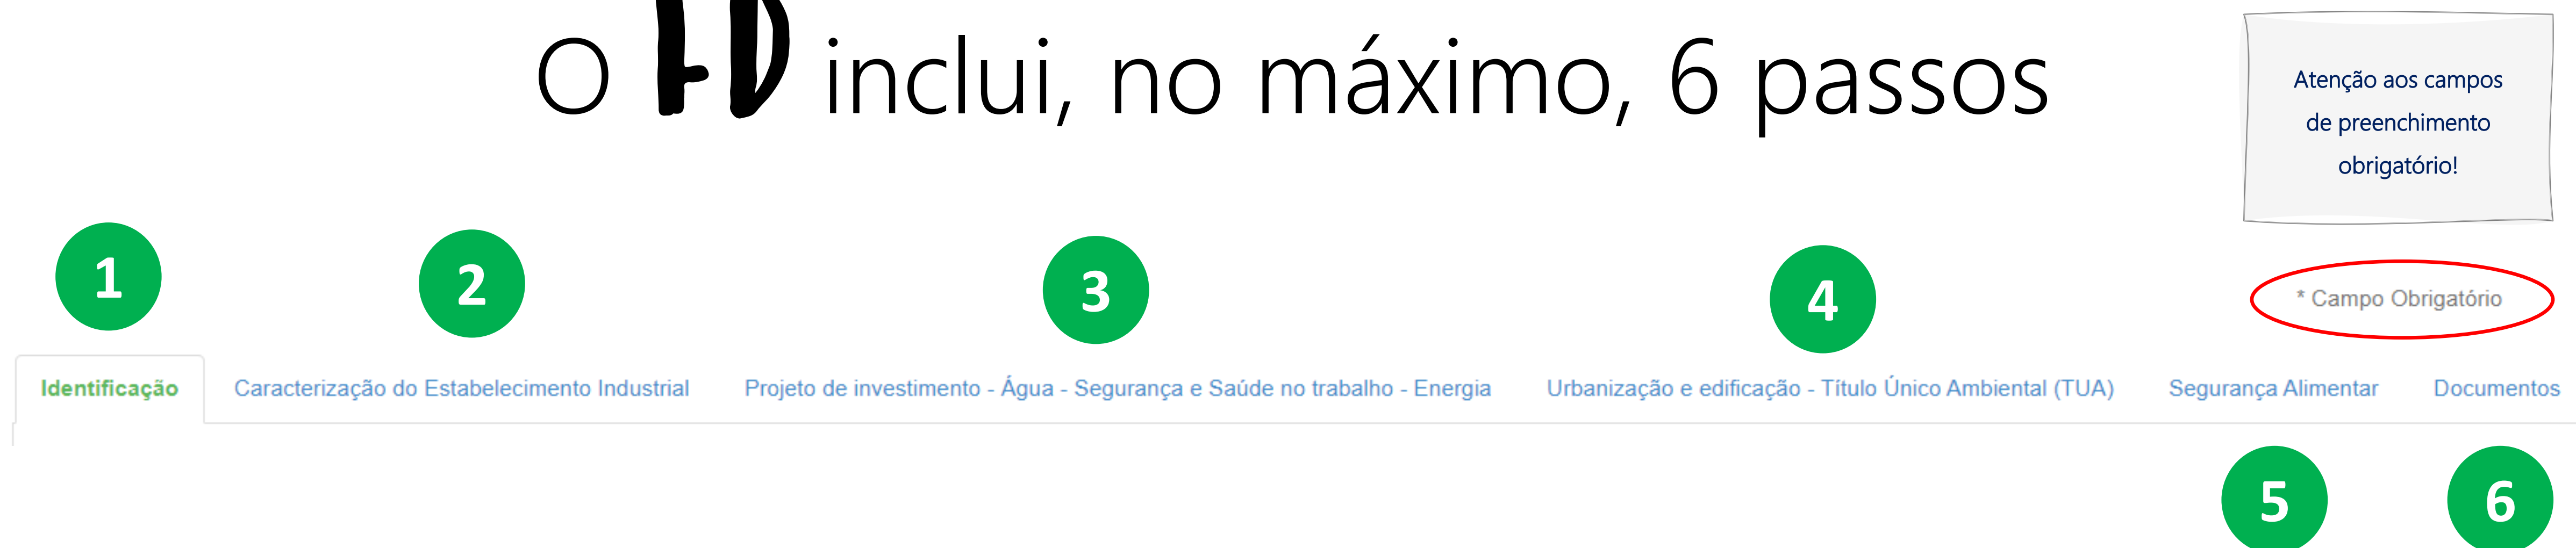 O FD inclui, no máximo, 6 passos
Atenção aos campos
de preenchimento
obrigatório!
1
2
3
4
* Campo Obrigatório
Identificação
Caracterização do Estabelecimento Industrial
Projeto de investimento - Água - Segurança e Saúde no trabalho - Energia
Urbanização e edificação - Título Único Ambiental (TUA)
Segurança Alimentar
Documentos
5
6